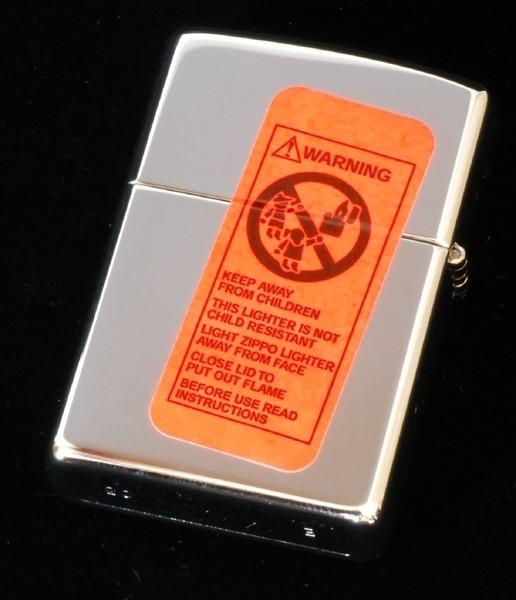 WARNING
KEEP AWAY
FROM CHILDREN
THIS LIGHTER IS NOT
CHILD RESISTANT
LIGHT ZIPPO LIGHTER
AWAY FROM FACE
CLOSE LID TO
PUT OUT FLAME
BEFORE USE READ
INSTRUCTIONS